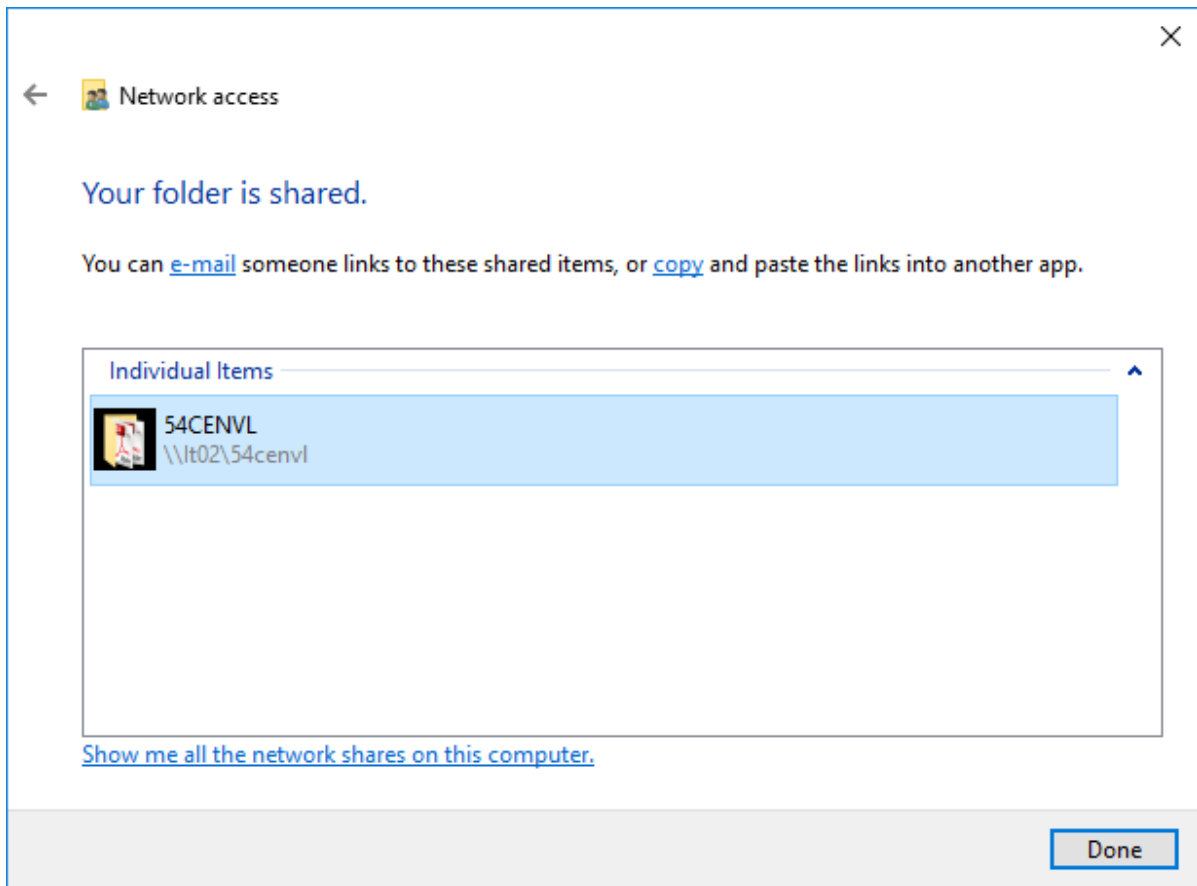 Network access
Your folder is shared.
You can e-mail someone links to these shared items, or copy and paste the links into another app.
Individual Items
54CENVL
\\lt02\54cenvl
Show me all the network shares on this computer.
Done